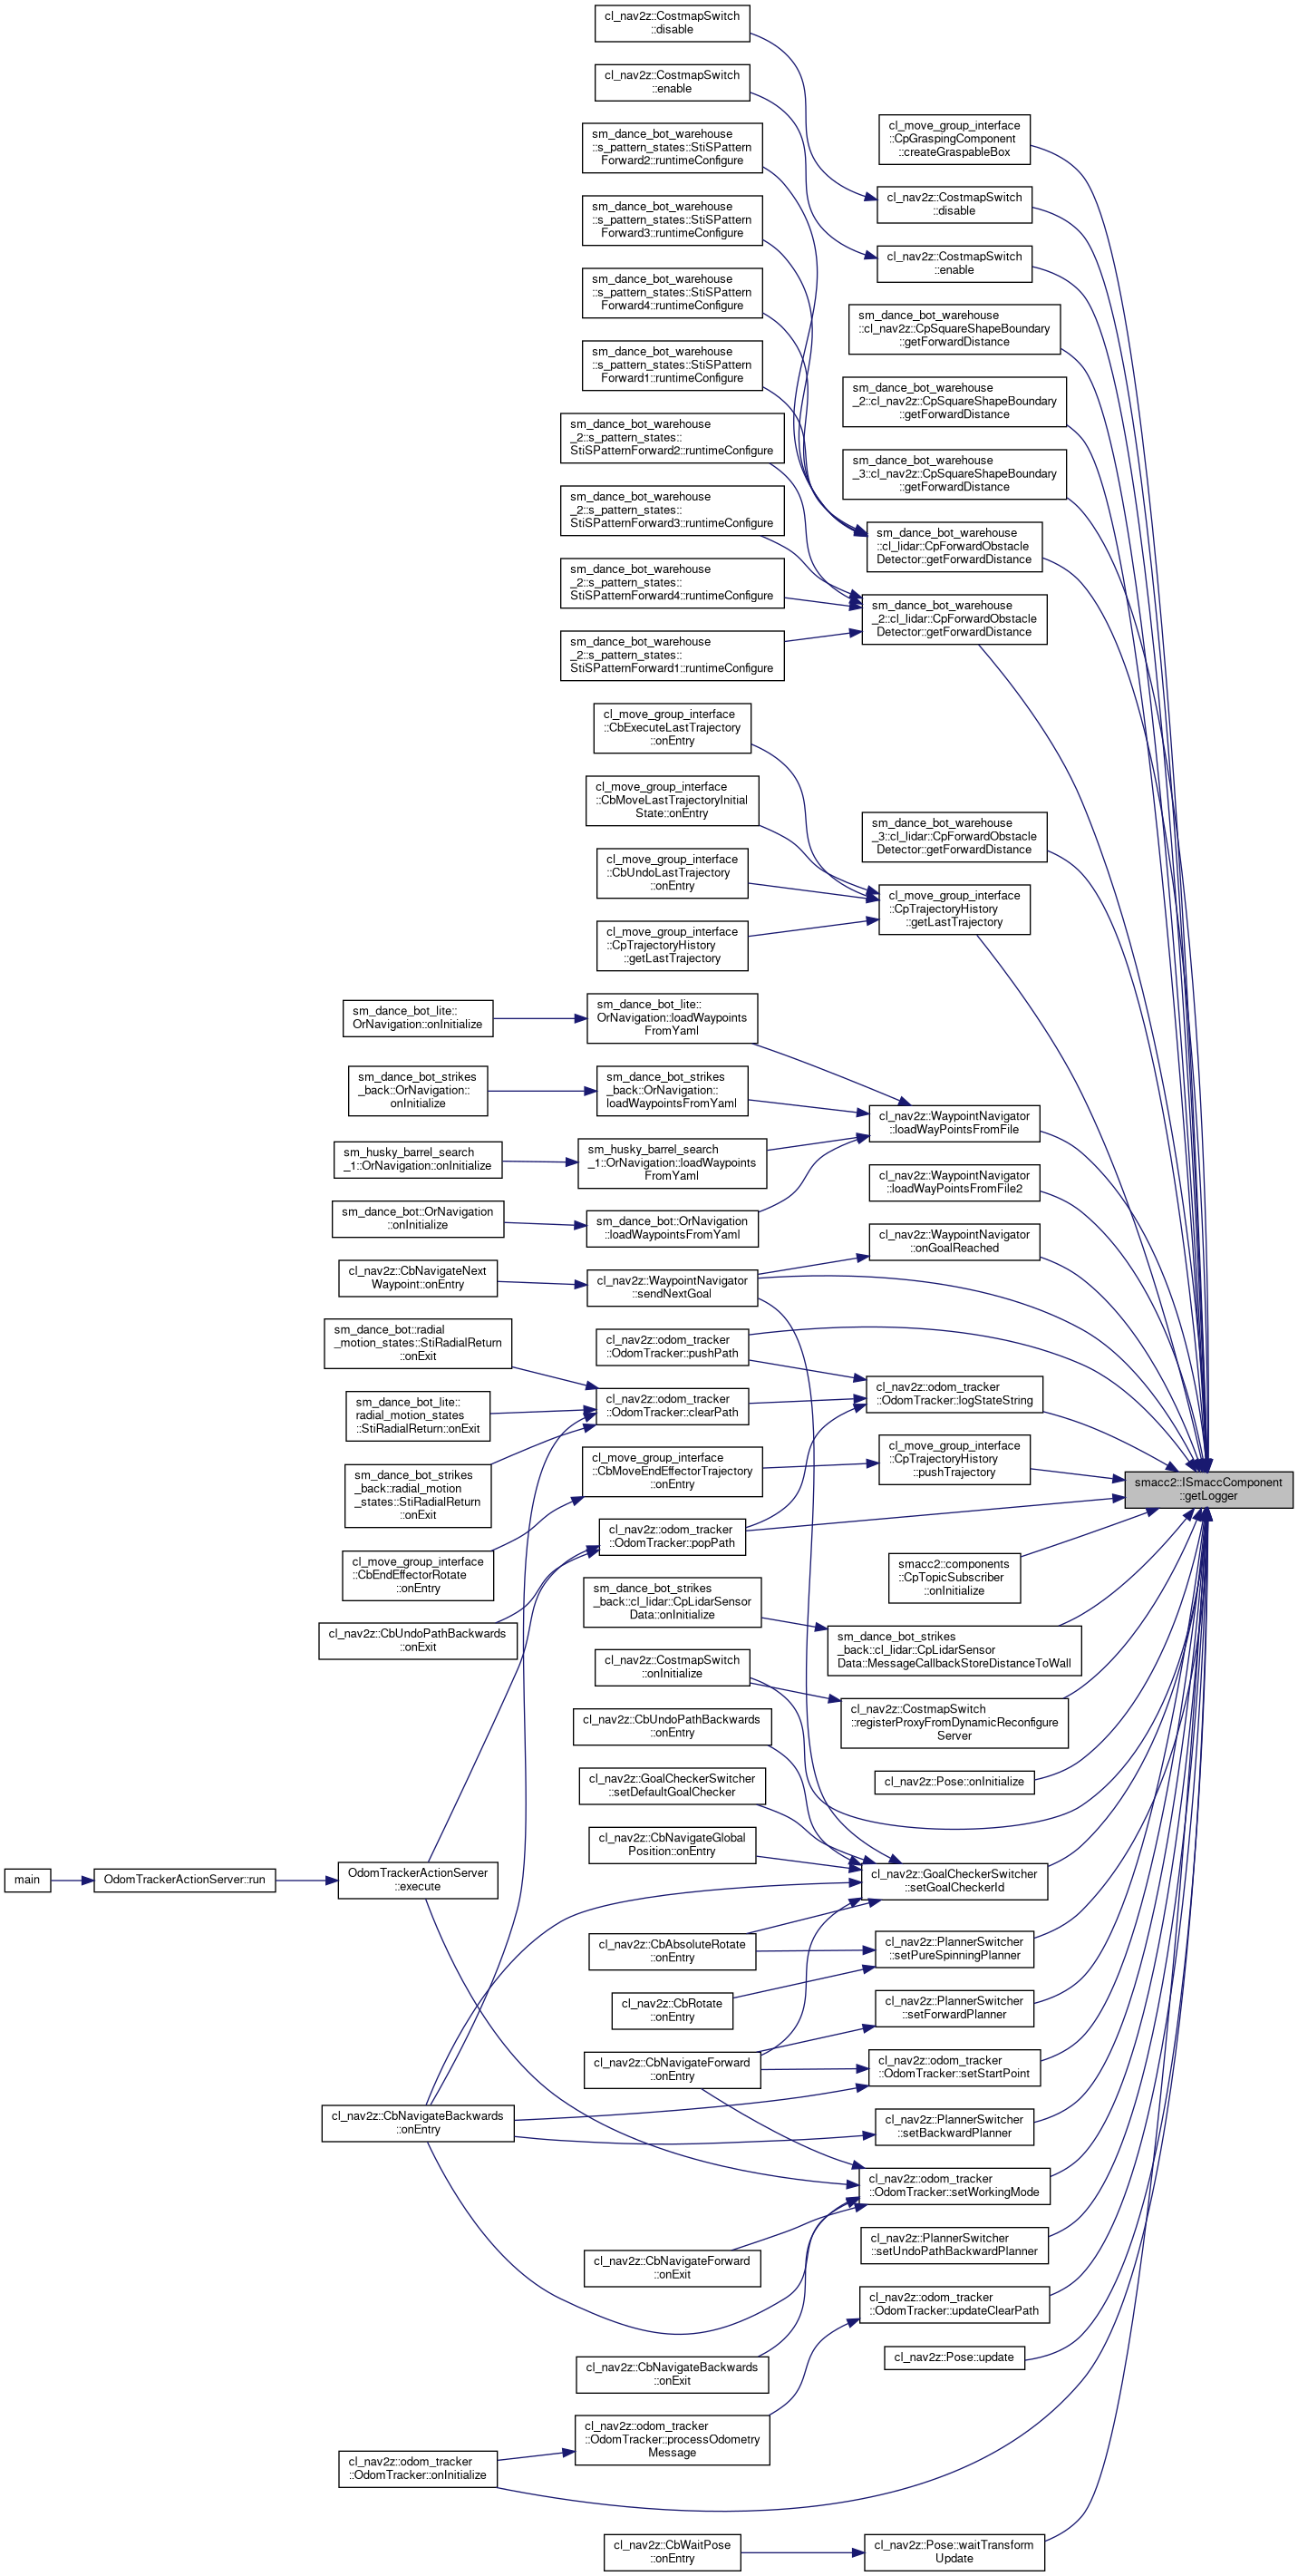 cl_nav2z::CostmapSwitch
::disable
cl_nav2z::CostmapSwitch
::enable
sm_dance_bot_warehouse
::s_pattern_states::StiSPattern
Forward2::runtimeConfigure
sm_dance_bot_warehouse
::s_pattern_states::StiSPattern
Forward3::runtimeConfigure
sm_dance_bot_warehouse
::s_pattern_states::StiSPattern
Forward4::runtimeConfigure
sm_dance_bot_warehouse
::s_pattern_states::StiSPattern
Forward1::runtimeConfigure
sm_dance_bot_warehouse
_2::s_pattern_states::
StiSPatternForward2::runtimeConfigure
sm_dance_bot_warehouse
_2::s_pattern_states::
StiSPatternForward3::runtimeConfigure
sm_dance_bot_warehouse
_2::s_pattern_states::
StiSPatternForward4::runtimeConfigure
sm_dance_bot_warehouse
_2::s_pattern_states::
StiSPatternForward1::runtimeConfigure
cl_move_group_interface
::CpGraspingComponent
::createGraspableBox
cl_nav2z::CostmapSwitch
::disable
cl_nav2z::CostmapSwitch
::enable
sm_dance_bot_warehouse
::cl_nav2z::CpSquareShapeBoundary
::getForwardDistance
sm_dance_bot_warehouse
_2::cl_nav2z::CpSquareShapeBoundary
::getForwardDistance
sm_dance_bot_warehouse
_3::cl_nav2z::CpSquareShapeBoundary
::getForwardDistance
sm_dance_bot_warehouse
::cl_lidar::CpForwardObstacle
Detector::getForwardDistance
sm_dance_bot_warehouse
_2::cl_lidar::CpForwardObstacle
Detector::getForwardDistance
cl_move_group_interface
::CbExecuteLastTrajectory
::onEntry
cl_move_group_interface
::CbMoveLastTrajectoryInitial
State::onEntry
cl_move_group_interface
::CbUndoLastTrajectory
::onEntry
cl_move_group_interface
::CpTrajectoryHistory
::getLastTrajectory
sm_dance_bot_warehouse
_3::cl_lidar::CpForwardObstacle
Detector::getForwardDistance
cl_move_group_interface
::CpTrajectoryHistory
::getLastTrajectory
sm_dance_bot_lite::
OrNavigation::onInitialize
sm_dance_bot_lite::
OrNavigation::loadWaypoints
FromYaml
sm_dance_bot_strikes
_back::OrNavigation::
onInitialize
sm_dance_bot_strikes
_back::OrNavigation::
loadWaypointsFromYaml
sm_husky_barrel_search
_1::OrNavigation::onInitialize
sm_husky_barrel_search
_1::OrNavigation::loadWaypoints
FromYaml
sm_dance_bot::OrNavigation
::onInitialize
sm_dance_bot::OrNavigation
::loadWaypointsFromYaml
cl_nav2z::WaypointNavigator
::loadWayPointsFromFile
cl_nav2z::WaypointNavigator
::loadWayPointsFromFile2
cl_nav2z::WaypointNavigator
::onGoalReached
cl_nav2z::CbNavigateNext
Waypoint::onEntry
cl_nav2z::WaypointNavigator
::sendNextGoal
sm_dance_bot::radial
_motion_states::StiRadialReturn
::onExit
cl_nav2z::odom_tracker
::OdomTracker::pushPath
sm_dance_bot_lite::
radial_motion_states
::StiRadialReturn::onExit
cl_nav2z::odom_tracker
::OdomTracker::clearPath
cl_nav2z::odom_tracker
::OdomTracker::logStateString
sm_dance_bot_strikes
_back::radial_motion
_states::StiRadialReturn
::onExit
cl_move_group_interface
::CbMoveEndEffectorTrajectory
::onEntry
cl_move_group_interface
::CpTrajectoryHistory
::pushTrajectory
smacc2::ISmaccComponent
::getLogger
cl_move_group_interface
::CbEndEffectorRotate
::onEntry
cl_nav2z::odom_tracker
::OdomTracker::popPath
smacc2::components
::CpTopicSubscriber
::onInitialize
cl_nav2z::CbUndoPathBackwards
::onExit
sm_dance_bot_strikes
_back::cl_lidar::CpLidarSensor
Data::onInitialize
sm_dance_bot_strikes
_back::cl_lidar::CpLidarSensor
Data::MessageCallbackStoreDistanceToWall
cl_nav2z::CostmapSwitch
::onInitialize
cl_nav2z::CostmapSwitch
::registerProxyFromDynamicReconfigure
Server
cl_nav2z::CbUndoPathBackwards
::onEntry
cl_nav2z::Pose::onInitialize
cl_nav2z::GoalCheckerSwitcher
::setDefaultGoalChecker
cl_nav2z::CbNavigateGlobal
Position::onEntry
main
OdomTrackerActionServer::run
OdomTrackerActionServer
::execute
cl_nav2z::GoalCheckerSwitcher
::setGoalCheckerId
cl_nav2z::CbAbsoluteRotate
::onEntry
cl_nav2z::PlannerSwitcher
::setPureSpinningPlanner
cl_nav2z::CbRotate
::onEntry
cl_nav2z::PlannerSwitcher
::setForwardPlanner
cl_nav2z::CbNavigateForward
::onEntry
cl_nav2z::odom_tracker
::OdomTracker::setStartPoint
cl_nav2z::CbNavigateBackwards
::onEntry
cl_nav2z::PlannerSwitcher
::setBackwardPlanner
cl_nav2z::odom_tracker
::OdomTracker::setWorkingMode
cl_nav2z::PlannerSwitcher
::setUndoPathBackwardPlanner
cl_nav2z::CbNavigateForward
::onExit
cl_nav2z::odom_tracker
::OdomTracker::updateClearPath
cl_nav2z::Pose::update
cl_nav2z::CbNavigateBackwards
::onExit
cl_nav2z::odom_tracker
::OdomTracker::processOdometry
Message
cl_nav2z::odom_tracker
::OdomTracker::onInitialize
cl_nav2z::CbWaitPose
::onEntry
cl_nav2z::Pose::waitTransform
Update